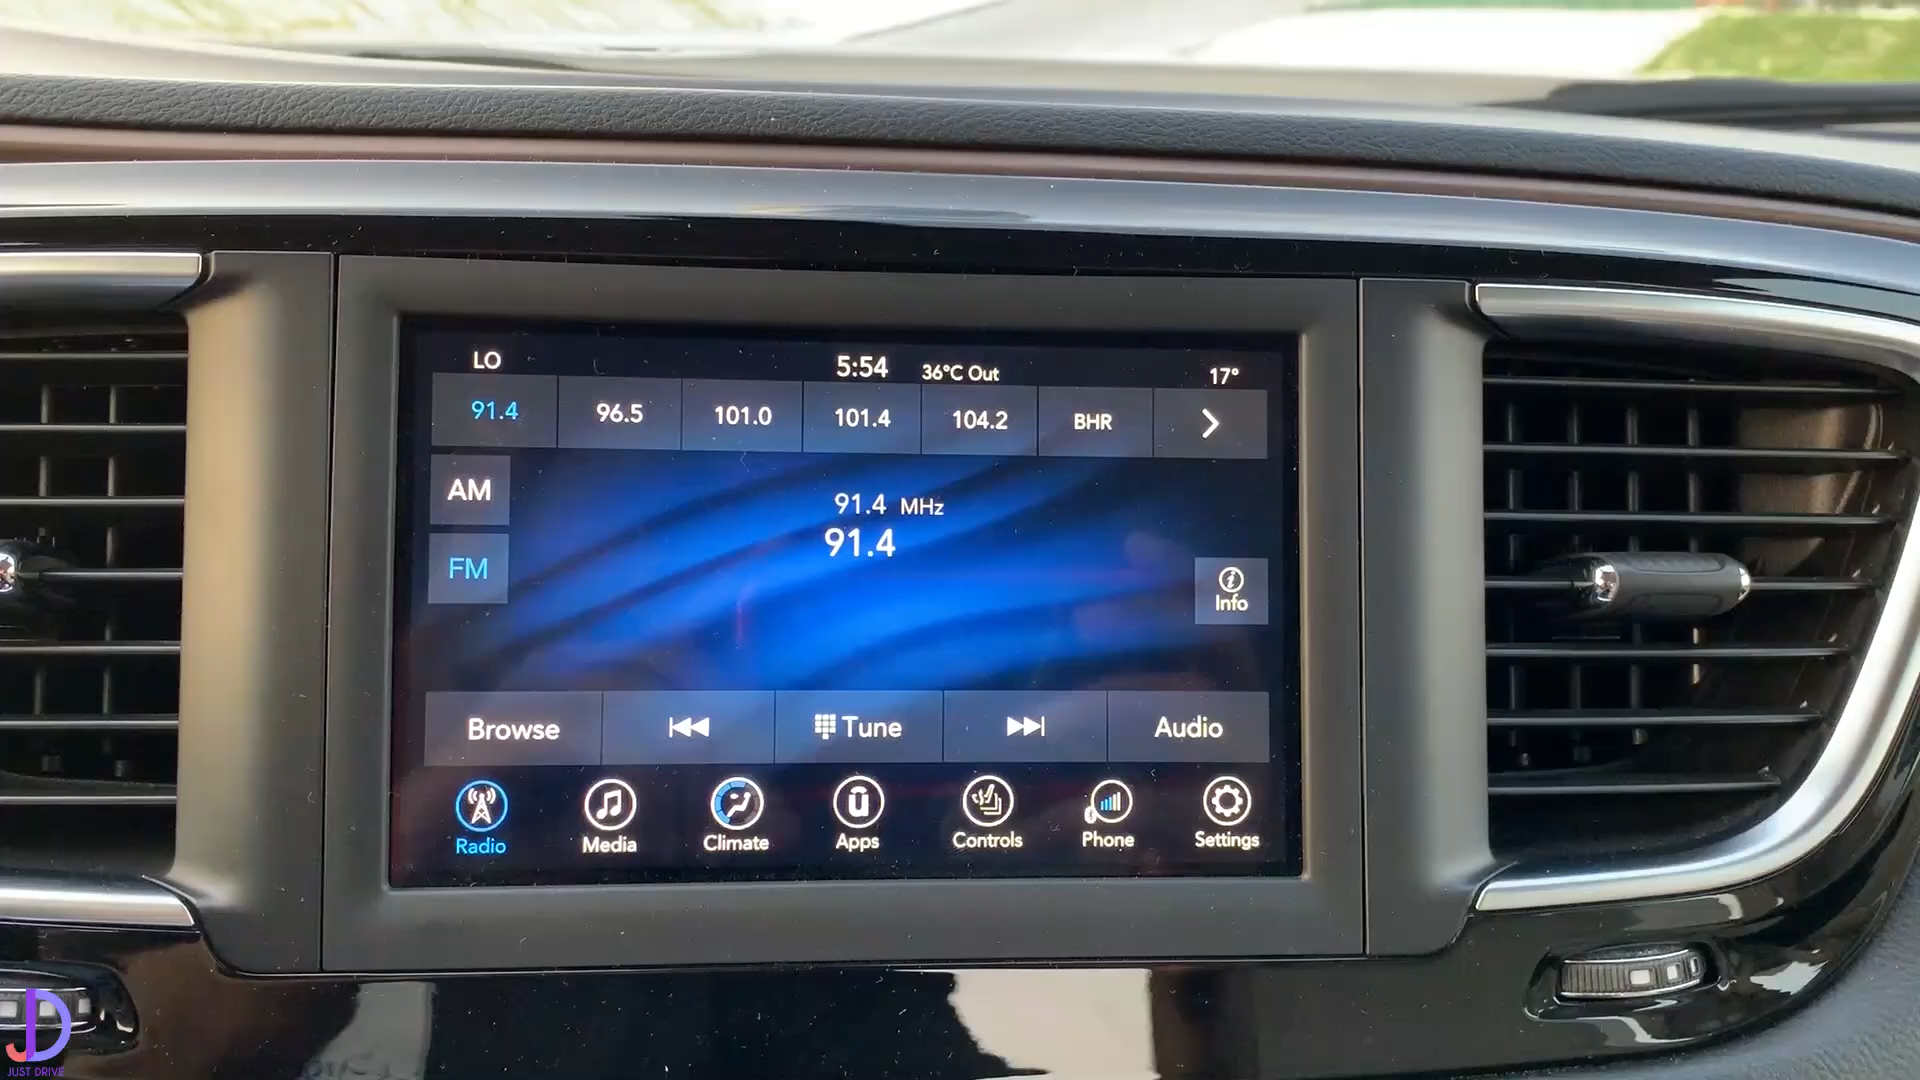 LO 5:54 36°C Out 17°
91.4 96.5 101.0 101.4 104.2 BHR
AM
91.4 MHz
91.4
FM
Info
Browse Tune Audio
Radio Media Climate Apps Controls Phone Settings
JD
JUST DRIVE